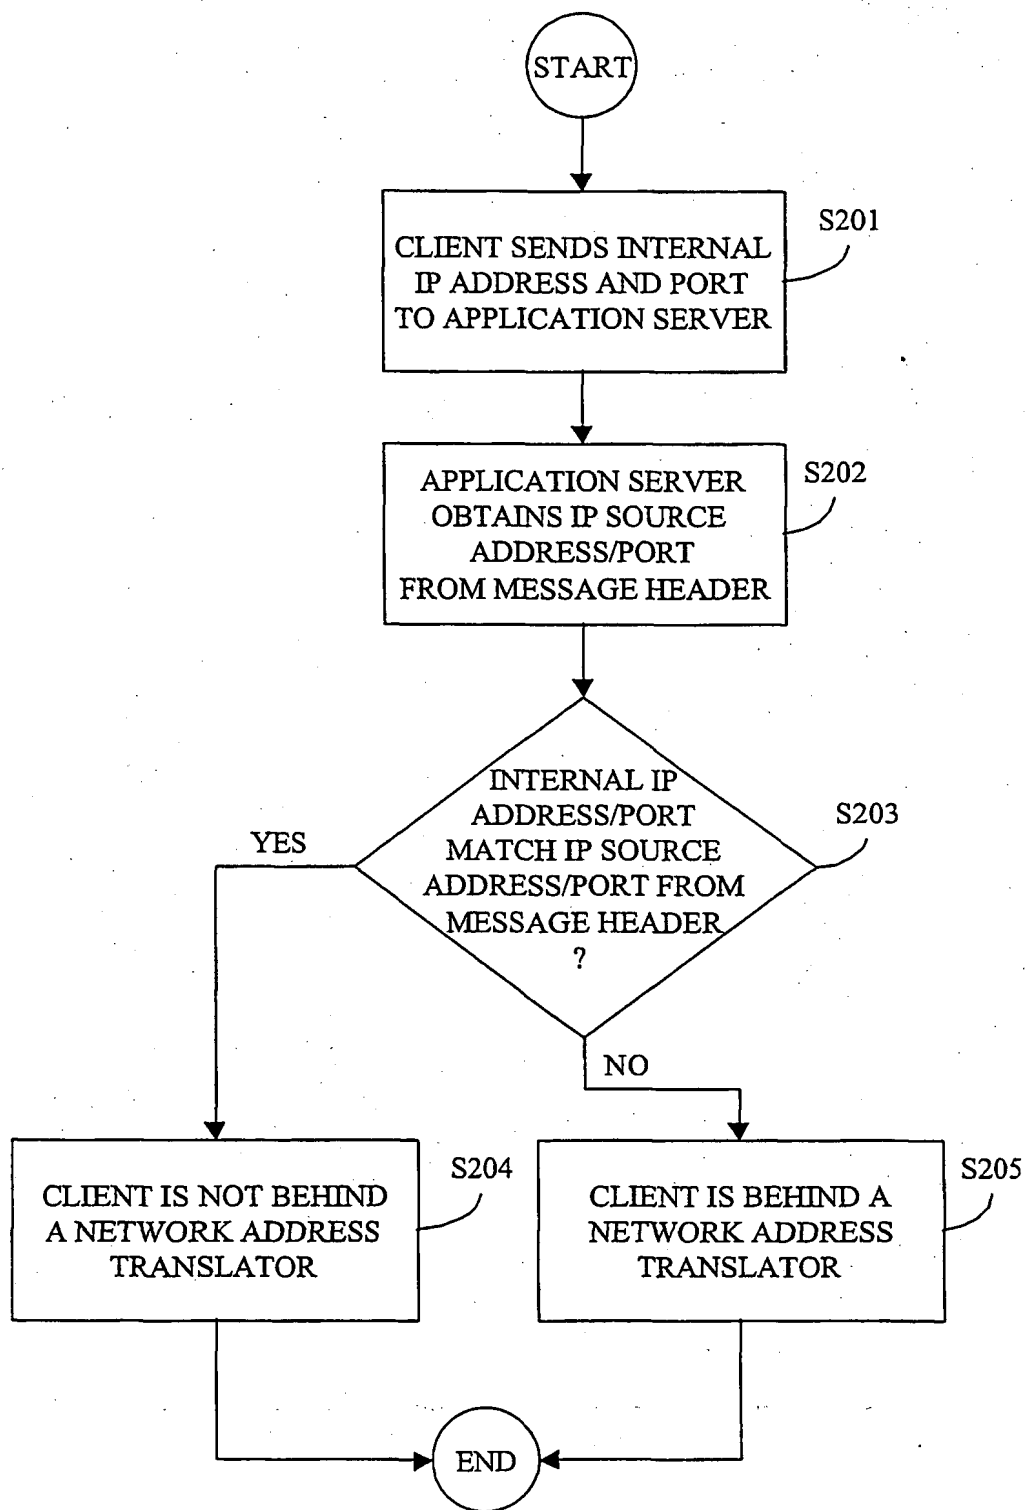 START
CLIENT SENDS INTERNAL
IP ADDRESS AND PORT
TO APPLICATION SERVER
S201
APPLICATION SERVER
OBTAINS IP SOURCE
ADDRESS/PORT
FROM MESSAGE HEADER
S202
INTERNAL IP
ADDRESS/PORT
MATCH IP SOURCE
ADDRESS/PORT FROM
MESSAGE HEADER
?
S203
YES
NO
CLIENT IS NOT BEHIND
A NETWORK ADDRESS
TRANSLATOR
S204
CLIENT IS BEHIND A
NETWORK ADDRESS
TRANSLATOR
S205
END